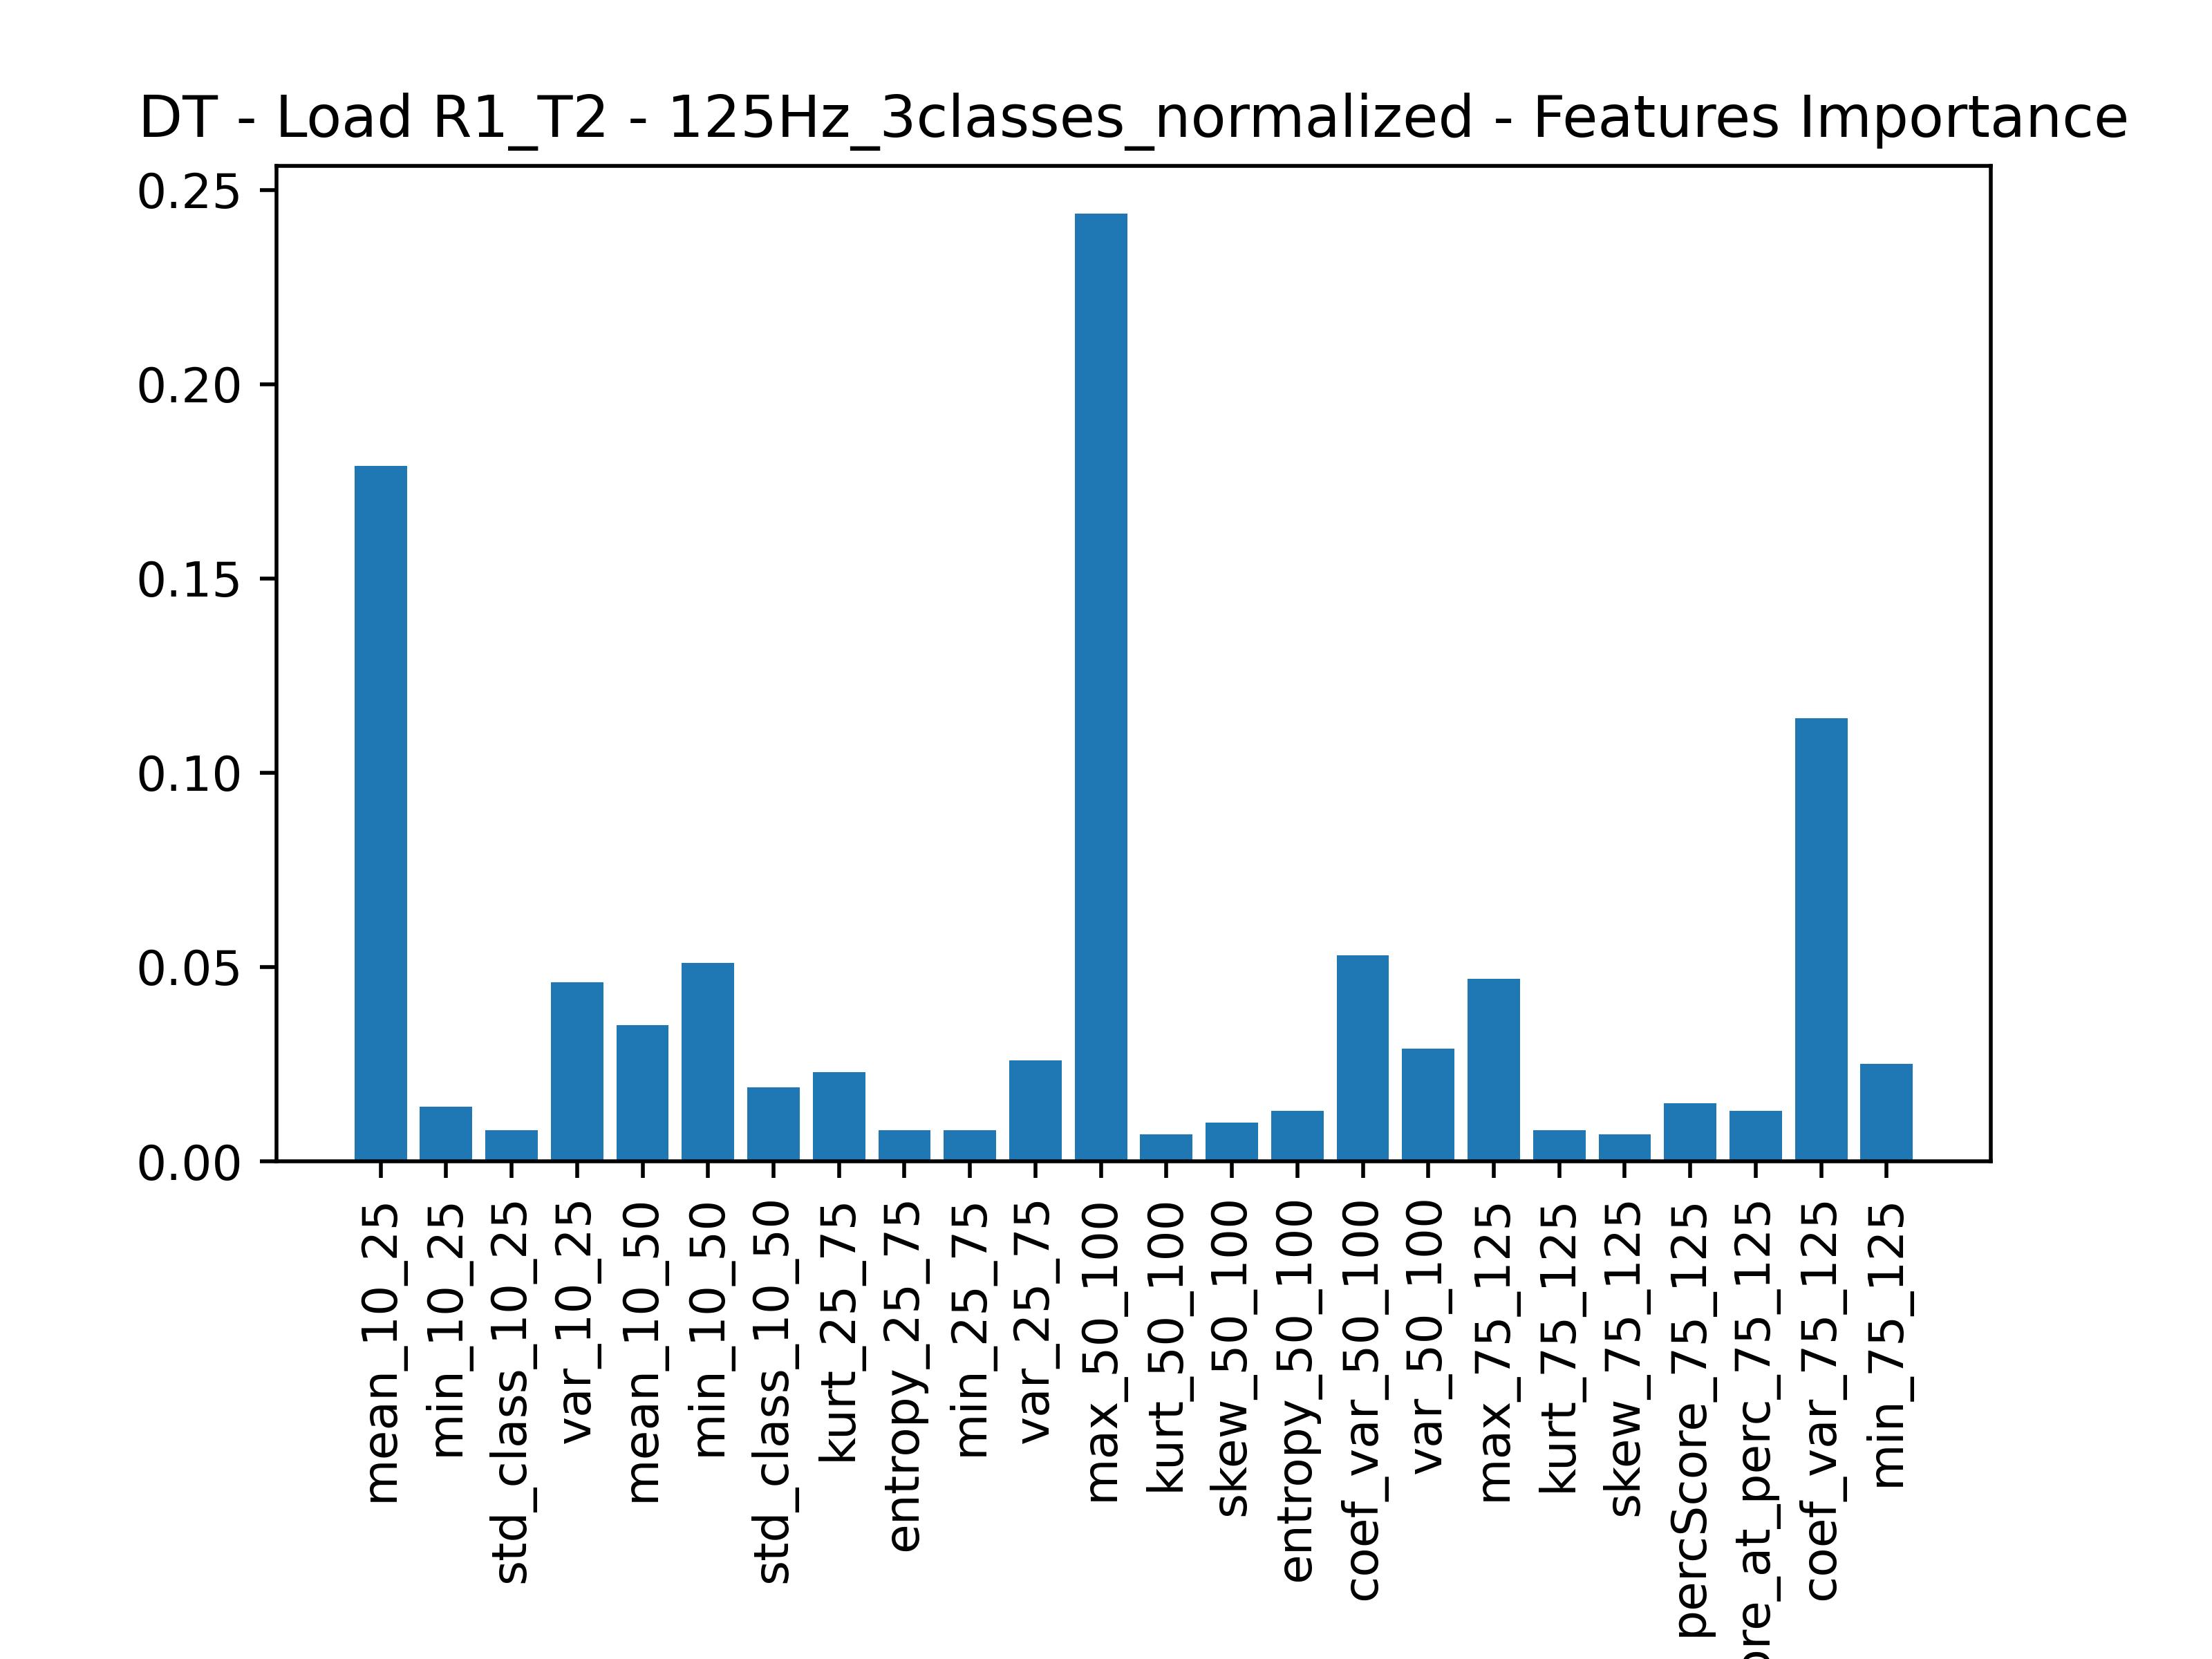 DT - Load R1_T2 - 125Hz_3classes_normalized - Features Importance
0.25
0.20
0.15
0.10
0.05
0.00
mean_10_25
min_10_25
std_class_10_25
var_10_25
mean_10_50
min_10_50
std_class_10_50
kurt_25_75
entropy_25_75
min_25_75
var_25_75
max_50_100
kurt_50_100
skew_50_100
entropy_50_100
coef_var_50_100
var_50_100
max_75_125
kurt_75_125
skew_75_125
percScore_75_125
ore_at_perc_75_125
coef_var_75_125
min_75_125